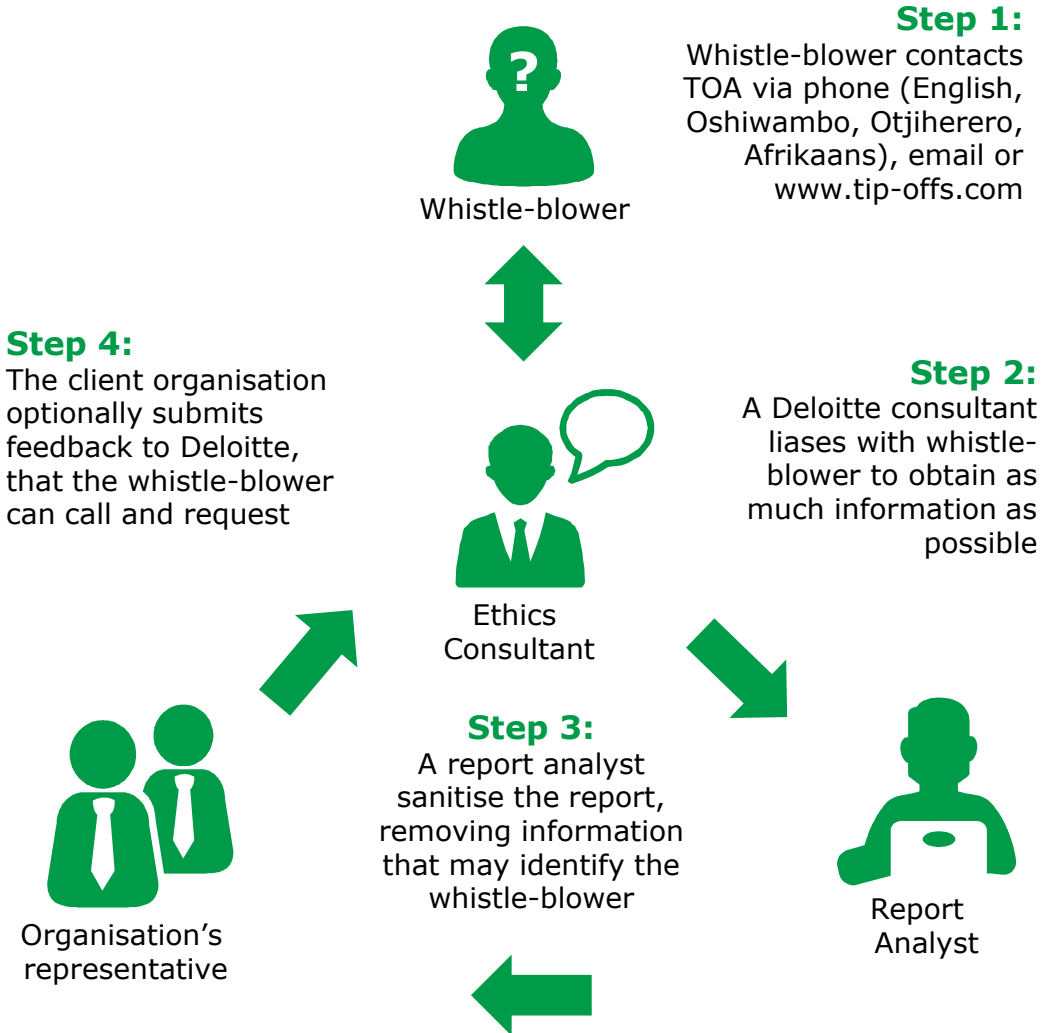 ?
Whistle-blower
Step 1:
Whistle-blower contacts
TOA via phone (English,
Oshiwambo, Otjiherero,
Afrikaans), email or
www.tip-offs.com
Step 2:
A Deloitte consultant
liases with whistle-
blower to obtain as
much information as
possible
Ethics
Consultant
Step 3:
A report analyst
sanitise the report,
removing information
that may identify the
whistle-blower
Report
Analyst
Step 4:
The client organisation
optionally submits
feedback to Deloitte,
that the whistle-blower
can call and request
Organisation’s
representative